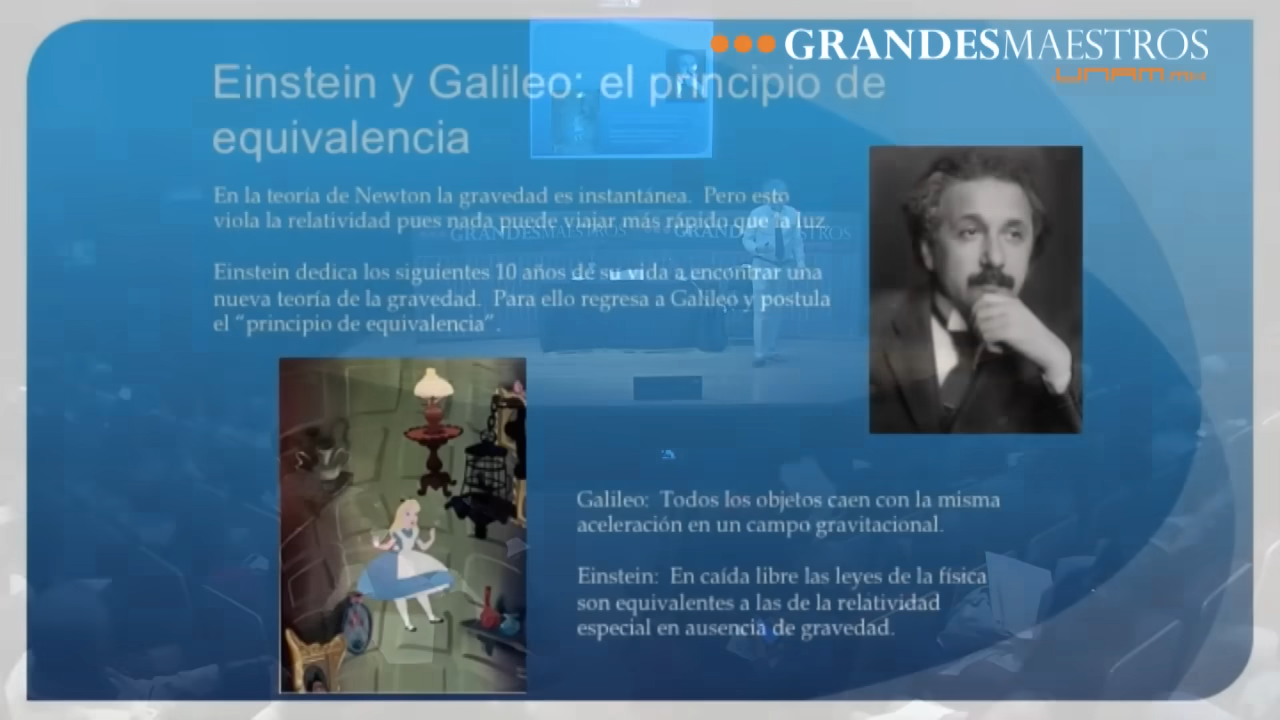 GRANDESMAESTROS
UNAM.MX
Einstein y Galileo: el principio de
equivalencia
En la teoría de Newton la gravedad es instantánea. Pero esto
viola la relatividad pues nada puede viajar más rápido que la luz.
GRANDESMAESTROS
GRANDESMAESTROS
Einstein dedica los siguientes 10 años de su vida a encontrar una
nueva teoría de la gravedad. Para ello regresa a Galileo y postula
el “principio de equivalencia”.
Galileo: Todos los objetos caen con la misma
aceleración en un campo gravitacional.
Einstein: En caída libre las leyes de la física
son equivalentes a las de la relatividad
especial en ausencia de gravedad.